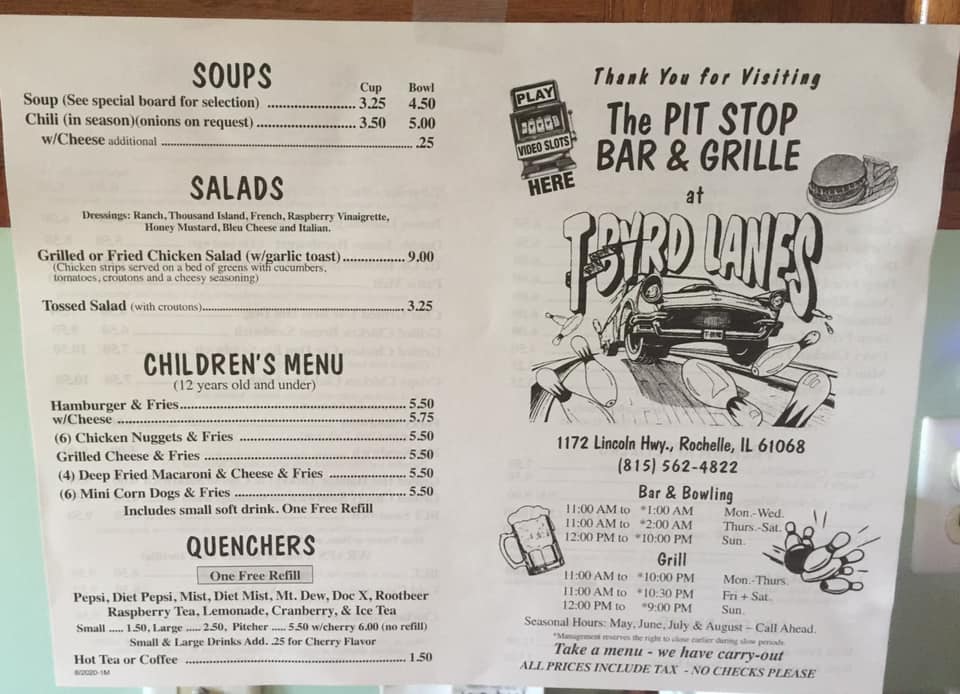 SOUPS
Cup Bowl
Soup (See special board for selection) ........................ 3.25 4.50
Chili (in season)(onions on request) ........................... 3.50 5.00
w/Cheese additional ........................................................................ .25
SALADS
Dressings: Ranch, Thousand Island, French, Raspberry Vinaigrette,
Honey Mustard, Bleu Cheese and Italian.
Grilled or Fried Chicken Salad (w/garlic toast) ................. 9.00
(Chicken strips served on a bed of greens with cucumbers,
tomatoes, croutons and a cheesy seasoning)
Tossed Salad (with croutons) ....................................................... 3.25
CHILDREN'S MENU
(12 years old and under)
Hamburger & Fries ............................................................ 5.50
w/Cheese ........................................................................... 5.75
(6) Chicken Nuggets & Fries ............................................ 5.50
Grilled Cheese & Fries ..................................................... 5.50
(4) Deep Fried Macaroni & Cheese & Fries ..................... 5.50
(6) Mini Corn Dogs & Fries .............................................. 5.50
Includes small soft drink. One Free Refill
QUENCHERS
One Free Refill
Pepsi, Diet Pepsi, Mist, Diet Mist, Mt. Dew, Doc X, Rootbeer
Raspberry Tea, Lemonade, Cranberry, & Ice Tea
Small ..... 1.50, Large ..... 2.50, Pitcher ..... 5.50 w/cherry 6.00 (no refill)
Small & Large Drinks Add. .25 for Cherry Flavor
Hot Tea or Coffee ............................................................ 1.50
8/2020-1M
Thank You for Visiting
PLAY
VIDEO SLOTS
HERE
The PIT STOP
BAR & GRILLE
at
T BYRD LANES
1172 Lincoln Hwy., Rochelle, IL 61068
(815) 562-4822
Bar & Bowling
11:00 AM to *1:00 AM Mon.-Wed.
11:00 AM to *2:00 AM Thurs.-Sat.
12:00 PM to *10:00 PM Sun.
Grill
11:00 AM to *10:00 PM Mon.-Thurs.
11:00 AM to *10:30 PM Fri + Sat.
12:00 PM to *9:00 PM Sun.
Seasonal Hours: May, June, July & August – Call Ahead.
*Management reserves the right to close earlier during slow periods.
Take a menu - we have carry-out
ALL PRICES INCLUDE TAX - NO CHECKS PLEASE